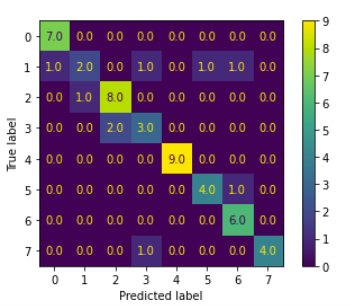 0 7.0 0.0 0.0 0.0 0.0 0.0 0.0 0.0
1 1.0 2.0 0.0 1.0 0.0 1.0 1.0 0.0
2 0.0 1.0 8.0 0.0 0.0 0.0 0.0 0.0
3 0.0 0.0 2.0 3.0 0.0 0.0 0.0 0.0
4 0.0 0.0 0.0 0.0 9.0 0.0 0.0 0.0
5 0.0 0.0 0.0 0.0 0.0 4.0 1.0 0.0
6 0.0 0.0 0.0 0.0 0.0 0.0 6.0 0.0
7 0.0 0.0 0.0 1.0 0.0 0.0 0.0 4.0
0 1 2 3 4 5 6 7
Predicted label
True label
9
8
7
6
5
4
3
2
1
0